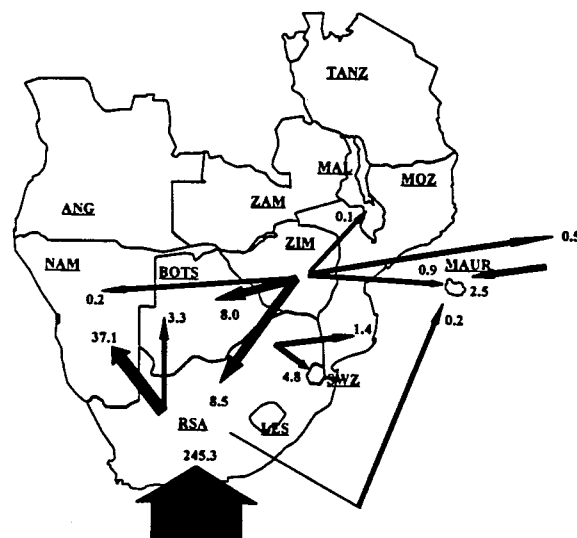 TANZ
MAL
MOZ
ZAM
ANG
0.1
ZIM
0.5
NAM
BOTS
0.9
MAUR
0.2
8.0
2.5
3.3
0.2
37.1
1.4
4.8
SWZ
8.5
RSA
LES
245.3